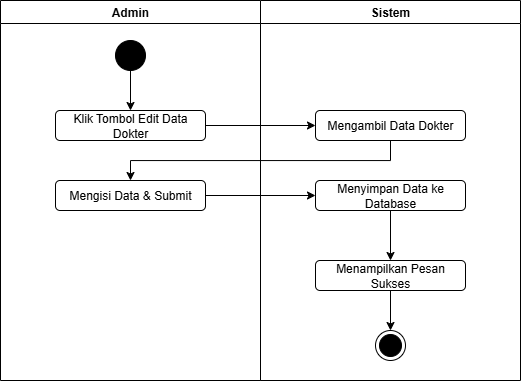 Admin
Sistem
Klik Tombol Edit Data
Dokter
Mengambil Data Dokter
Mengisi Data & Submit
Menyimpan Data ke
Database
Menampilkan Pesan
Sukses